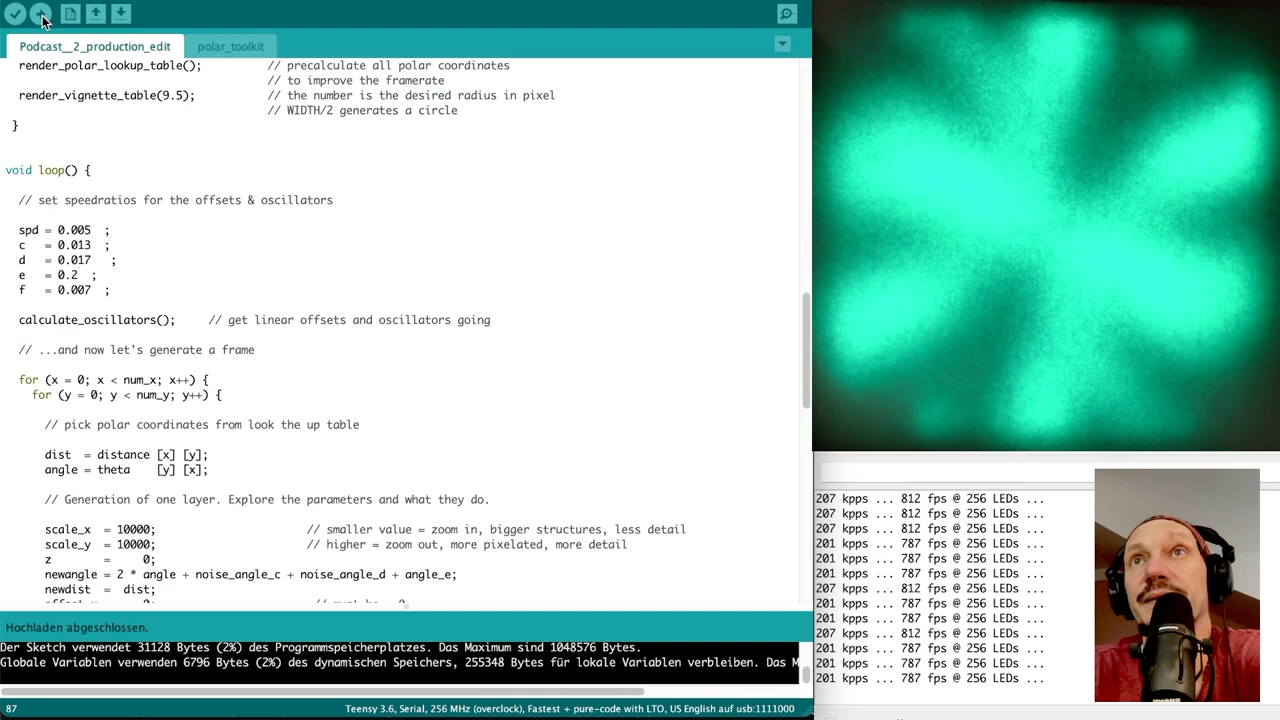 Podcast__2_production_edit
polar_toolkit
render_polar_lookup_table(); // precalculate all polar coordinates
// to improve the framerate
render_vignette_table(9.5); // the number is the desired radius in pixel
// WIDTH/2 generates a circle
}
void loop() {
// set speedratios for the offsets & oscillators
spd = 0.005 ;
c = 0.013 ;
d = 0.017 ;
e = 0.2 ;
f = 0.007 ;
calculate_oscillators(); // get linear offsets and oscillators going
// ...and now let's generate a frame
for (x = 0; x < num_x; x++) {
for (y = 0; y < num_y; y++) {
// pick polar coordinates from look the up table
dist = distance [x] [y];
angle = theta [y] [x];
// Generation of one layer. Explore the parameters and what they do.
scale_x = 10000; // smaller value = zoom in, bigger structures, less detail
scale_y = 10000; // higher = zoom out, more pixelated, more detail
z = 0;
newangle = 2 * angle + noise_angle_c + noise_angle_d + angle_e;
newdist = dist;
Hochladen abgeschlossen.
Der Sketch verwendet 31128 Bytes (2%) des Programmspeicherplatzes. Das Maximum sind 1048576 Bytes.
Globale Variablen verwenden 6796 Bytes (2%) des dynamischen Speichers, 255348 Bytes für lokale Variablen verbleiben. Das M
87
Teensy 3.6, Serial, 256 MHz (overclock), Fastest + pure-code with LTO, US English auf usb:1111000
207 kpps ... 812 fps @ 256 LEDs ...
207 kpps ... 812 fps @ 256 LEDs ...
207 kpps ... 812 fps @ 256 LEDs ...
201 kpps ... 787 fps @ 256 LEDs ...
201 kpps ... 787 fps @ 256 LEDs ...
207 kpps ... 812 fps @ 256 LEDs ...
201 kpps ... 787 fps @ 256 LEDs ...
201 kpps ... 787 fps @ 256 LEDs ...
207 kpps ... 812 fps @ 256 LEDs ...
201 kpps ... 787 fps @ 256 LEDs ...
201 kpps ... 787 fps @ 256 LEDs ...
201 kpps ... 787 fps @ 256 LEDs ...
201 kpps ... 787 fps @ 256 LEDs ...